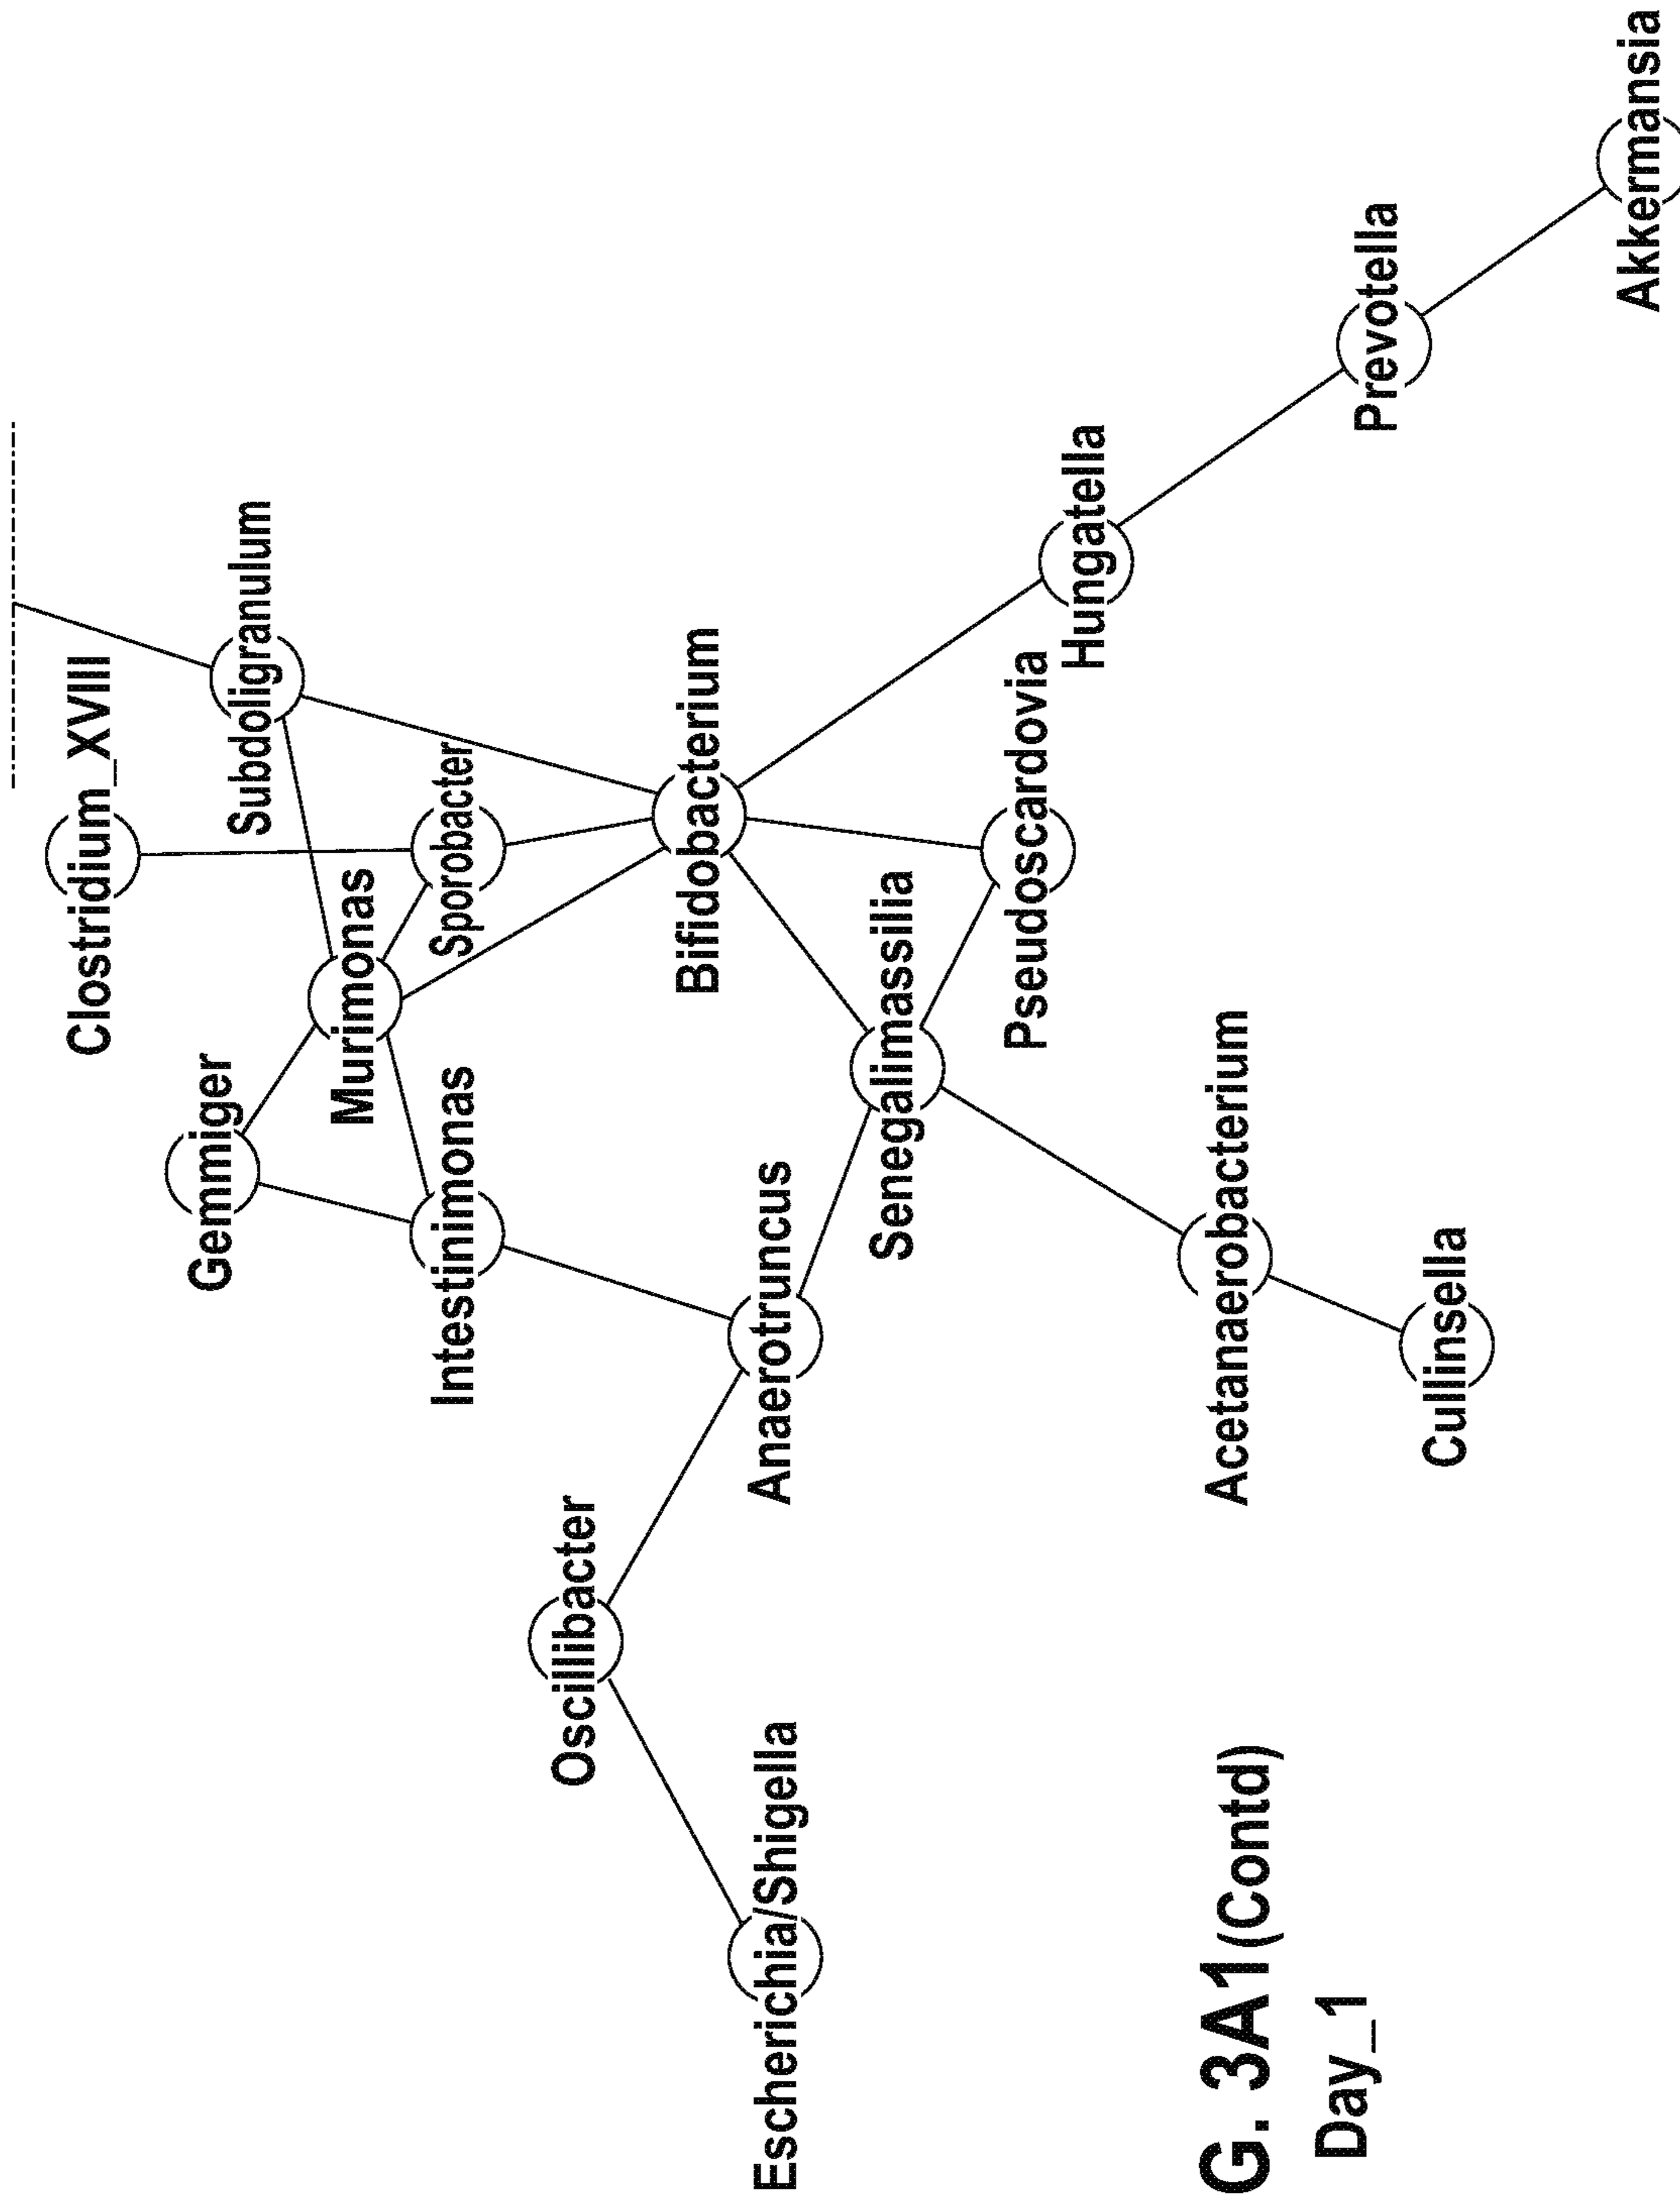 Clostridium_XVIII
Gemmiger
Subdoligranulum
Murimonas
Intestinimonas
Sporobacter
Oscillibacter
Bifidobacterium
Escherichia/Shigella
Anaerotruncus
Senegalimassilia
Pseudoscardovia
Hungatella
Acetanaerobacterium
Prevotella
Cullinsella
Akkermansia
G. 3A1(Contd)
Day_1